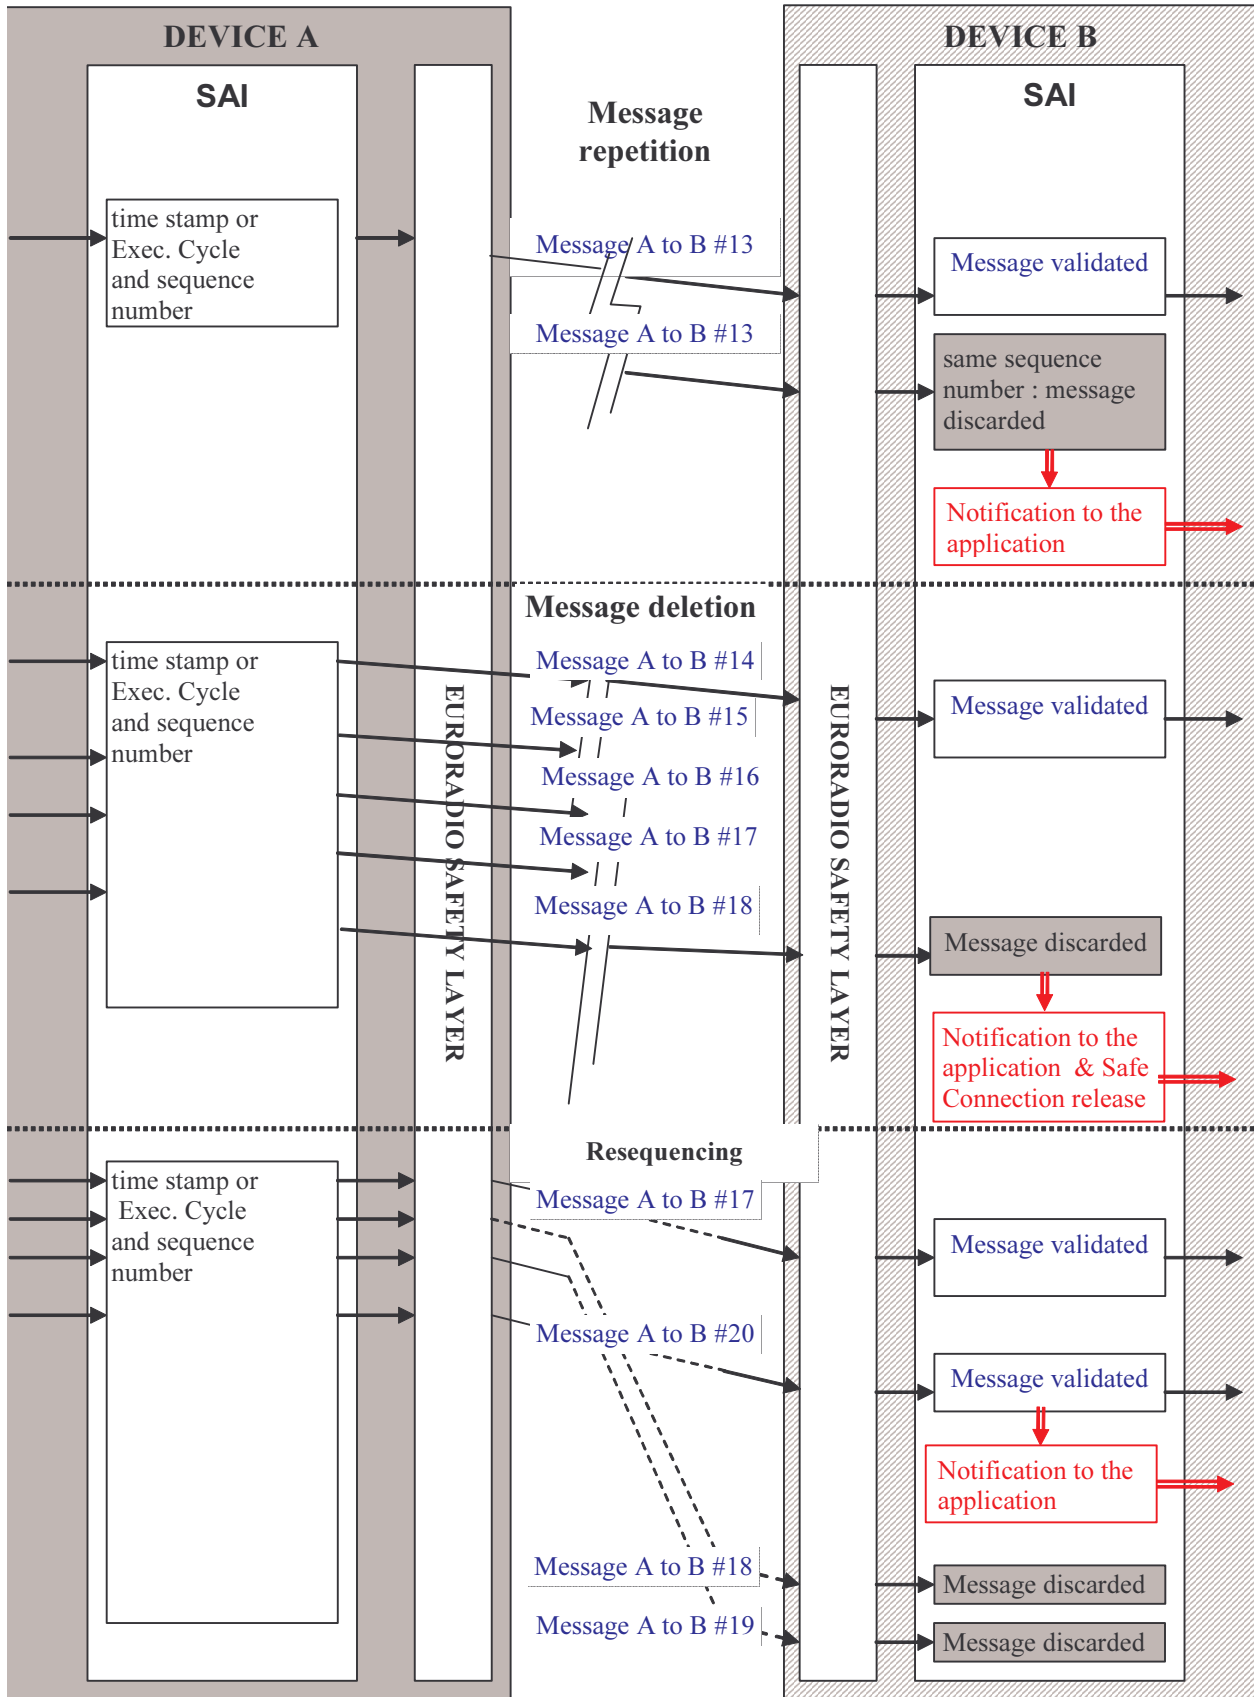 DEVICE A
DEVICE B
SAI
SAI
Message
repetition
time stamp or
Exec. Cycle
and sequence
number
Message A to B #13
Message validated
Message A to B #13
same sequence
number : message
discarded
Notification to the
application
Message deletion
time stamp or
Exec. Cycle
and sequence
number
Message A to B #14
Message A to B #15
Message A to B #16
Message A to B #17
Message A to B #18
EURORADIO SAFETY LAYER
EURORADIO SAFETY LAYER
Message validated
Message discarded
Notification to the
application & Safe
Connection release
Resequencing
time stamp or
Exec. Cycle
and sequence
number
Message A to B #17
Message validated
Message A to B #20
Message validated
Notification to the
application
Message A to B #18
Message discarded
Message A to B #19
Message discarded